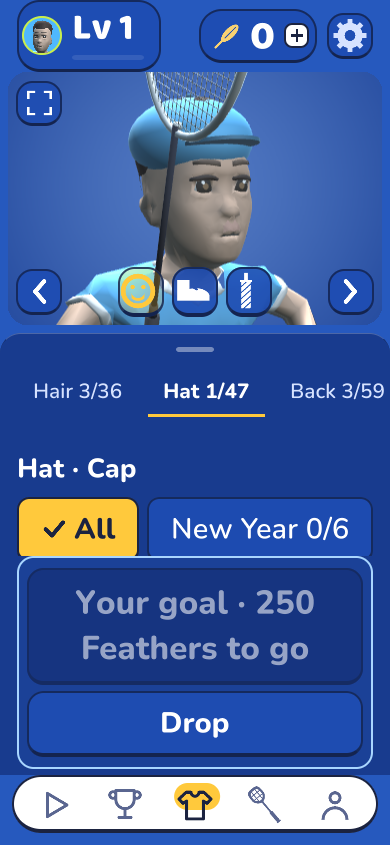 Lv 1
0
Hair 3/36
Hat 1/47
Back 3/59
Hat · Cap
All
New Year 0/6
Your goal · 250
Feathers to go
Drop